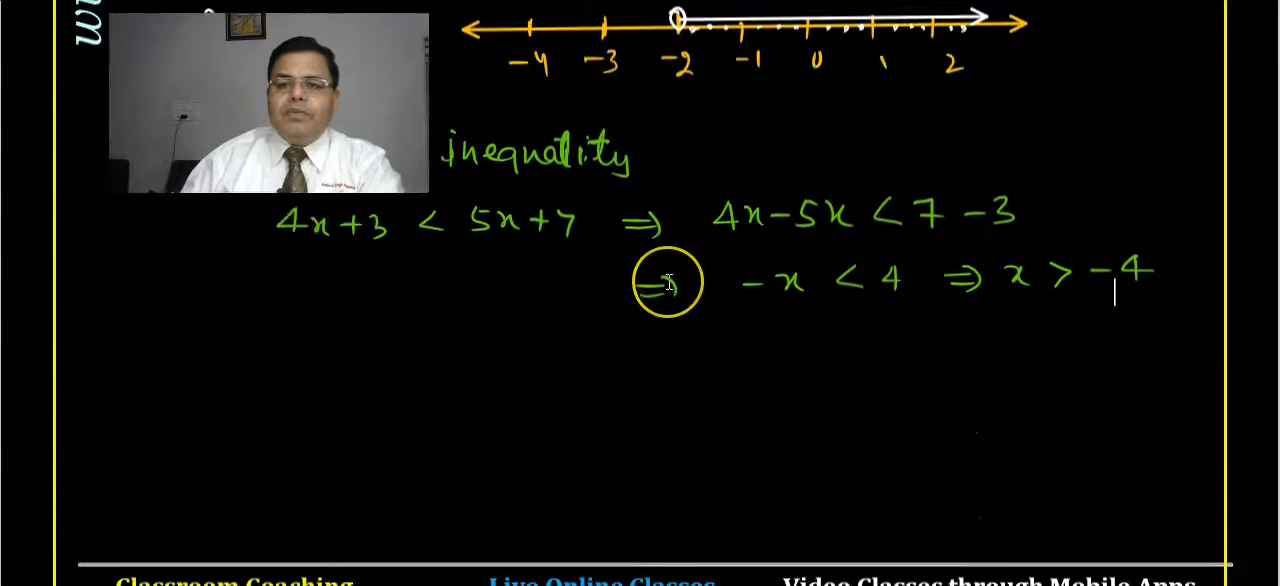 -4 -3 -2 -1 0 1 2
inequality
4x+3 < 5x+7 ⇒ 4x-5x < 7-3
⇒ -x < 4 ⇒ x > -4
Classroom Coaching Live Online Classes Video Classes through Mobile Apps